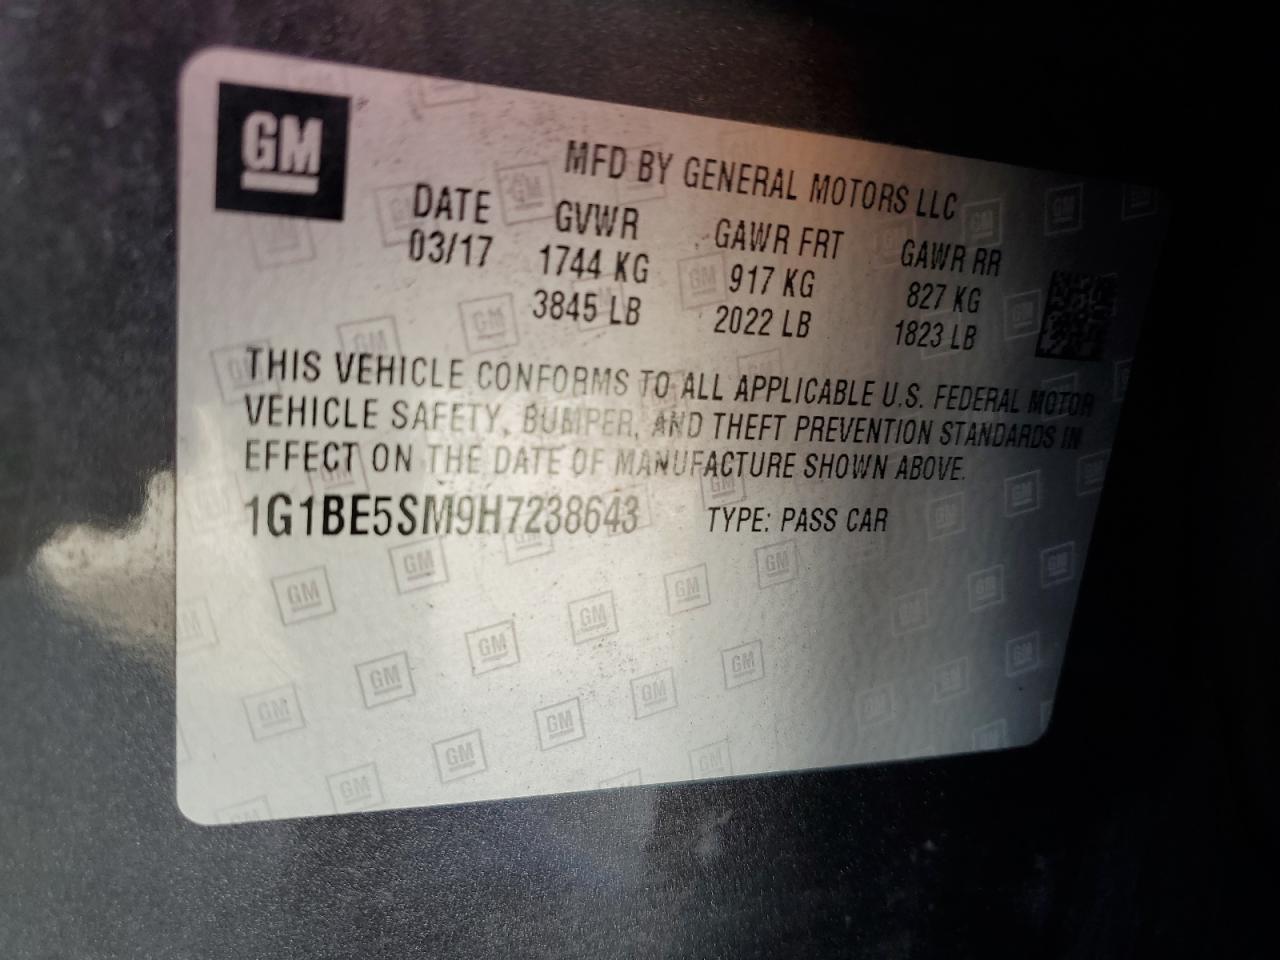 GM
MFD BY GENERAL MOTORS LLC
DATE GVWR GAWR FRT GAWR RR
03/17 1744 KG 917 KG 827 KG
3845 LB 2022 LB 1823 LB
THIS VEHICLE CONFORMS TO ALL APPLICABLE U.S. FEDERAL MOTOR
VEHICLE SAFETY, BUMPER, AND THEFT PREVENTION STANDARDS IN
EFFECT ON THE DATE OF MANUFACTURE SHOWN ABOVE.
1G1BE5SM9H7238643 TYPE: PASS CAR